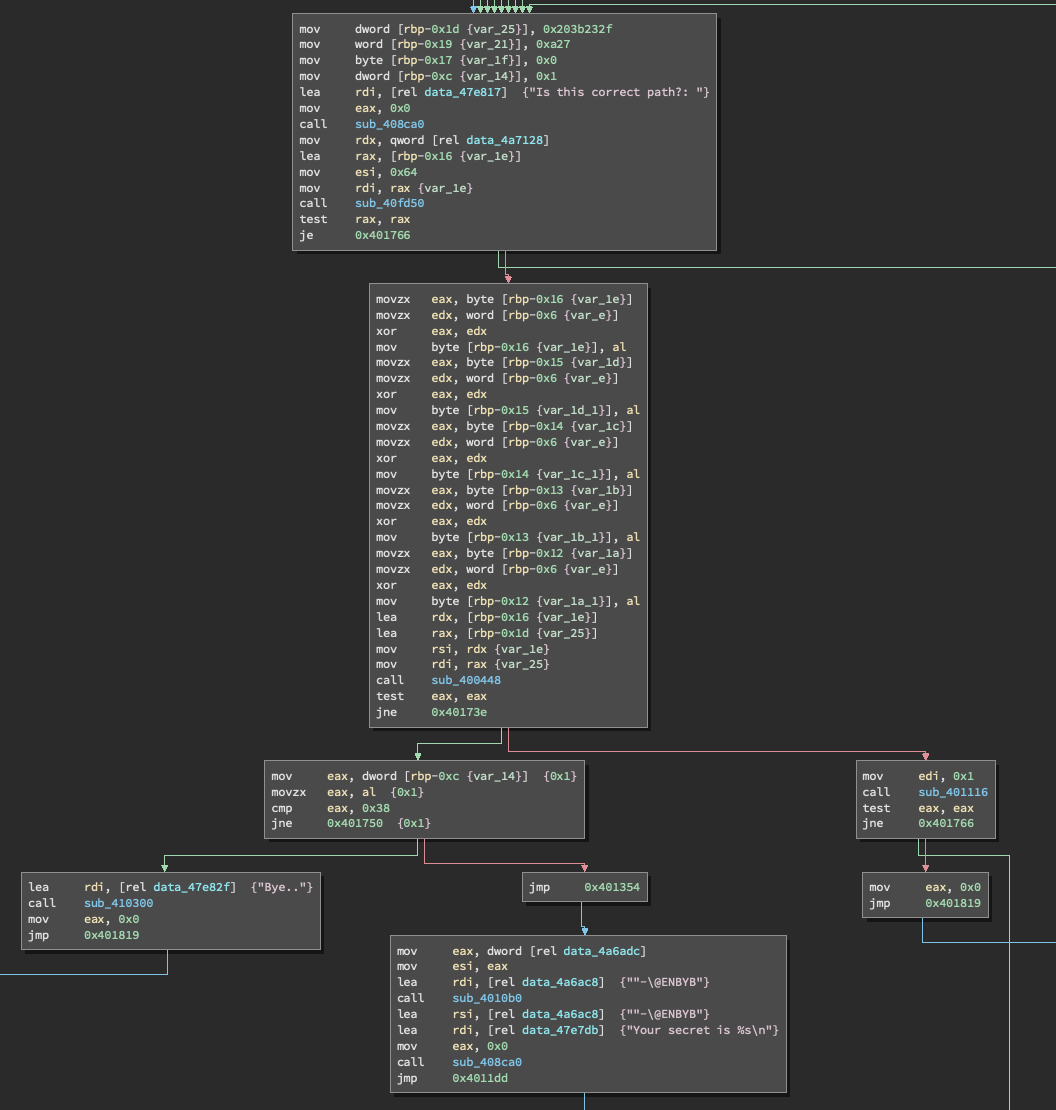 mov dword [rbp-0x1d {var_25}], 0x203b232f
mov word [rbp-0x19 {var_21}], 0xa27
mov byte [rbp-0x17 {var_1f}], 0x0
mov dword [rbp-0xc {var_14}], 0x1
lea rdi, [rel data_47e817] {"Is this correct path?: "}
mov eax, 0x0
call sub_408ca0
mov rdx, qword [rel data_4a7128]
lea rax, [rbp-0x16 {var_1e}]
mov esi, 0x64
mov rdi, rax {var_1e}
call sub_40fd50
test rax, rax
je 0x401766
movzx eax, byte [rbp-0x16 {var_1e}]
movzx edx, word [rbp-0x6 {var_e}]
xor eax, edx
mov byte [rbp-0x16 {var_1e}], al
movzx eax, byte [rbp-0x15 {var_1d}]
movzx edx, word [rbp-0x6 {var_e}]
xor eax, edx
mov byte [rbp-0x15 {var_1d_1}], al
movzx eax, byte [rbp-0x14 {var_1c}]
movzx edx, word [rbp-0x6 {var_e}]
xor eax, edx
mov byte [rbp-0x14 {var_1c_1}], al
movzx eax, byte [rbp-0x13 {var_1b}]
movzx edx, word [rbp-0x6 {var_e}]
xor eax, edx
mov byte [rbp-0x13 {var_1b_1}], al
movzx eax, byte [rbp-0x12 {var_1a}]
movzx edx, word [rbp-0x6 {var_e}]
xor eax, edx
mov byte [rbp-0x12 {var_1a_1}], al
lea rdx, [rbp-0x16 {var_1e}]
lea rax, [rbp-0x1d {var_25}]
mov rsi, rdx {var_1e}
mov rdi, rax {var_25}
call sub_400448
test eax, eax
jne 0x40173e
mov eax, dword [rbp-0xc {var_14}] {0x1}
movzx eax, al {0x1}
cmp eax, 0x38
jne 0x401750 {0x1}
mov edi, 0x1
call sub_401116
test eax, eax
jne 0x401766
lea rdi, [rel data_47e82f] {"Bye.."}
call sub_410300
mov eax, 0x0
jmp 0x401819
jmp 0x401354
mov eax, 0x0
jmp 0x401819
mov eax, dword [rel data_4a6adc]
mov esi, eax
lea rdi, [rel data_4a6ac8] {""-\@ENBYB"}
call sub_4010b0
lea rsi, [rel data_4a6ac8] {""-\@ENBYB"}
lea rdi, [rel data_47e7db] {"Your secret is %s\n"}
mov eax, 0x0
call sub_408ca0
jmp 0x4011dd